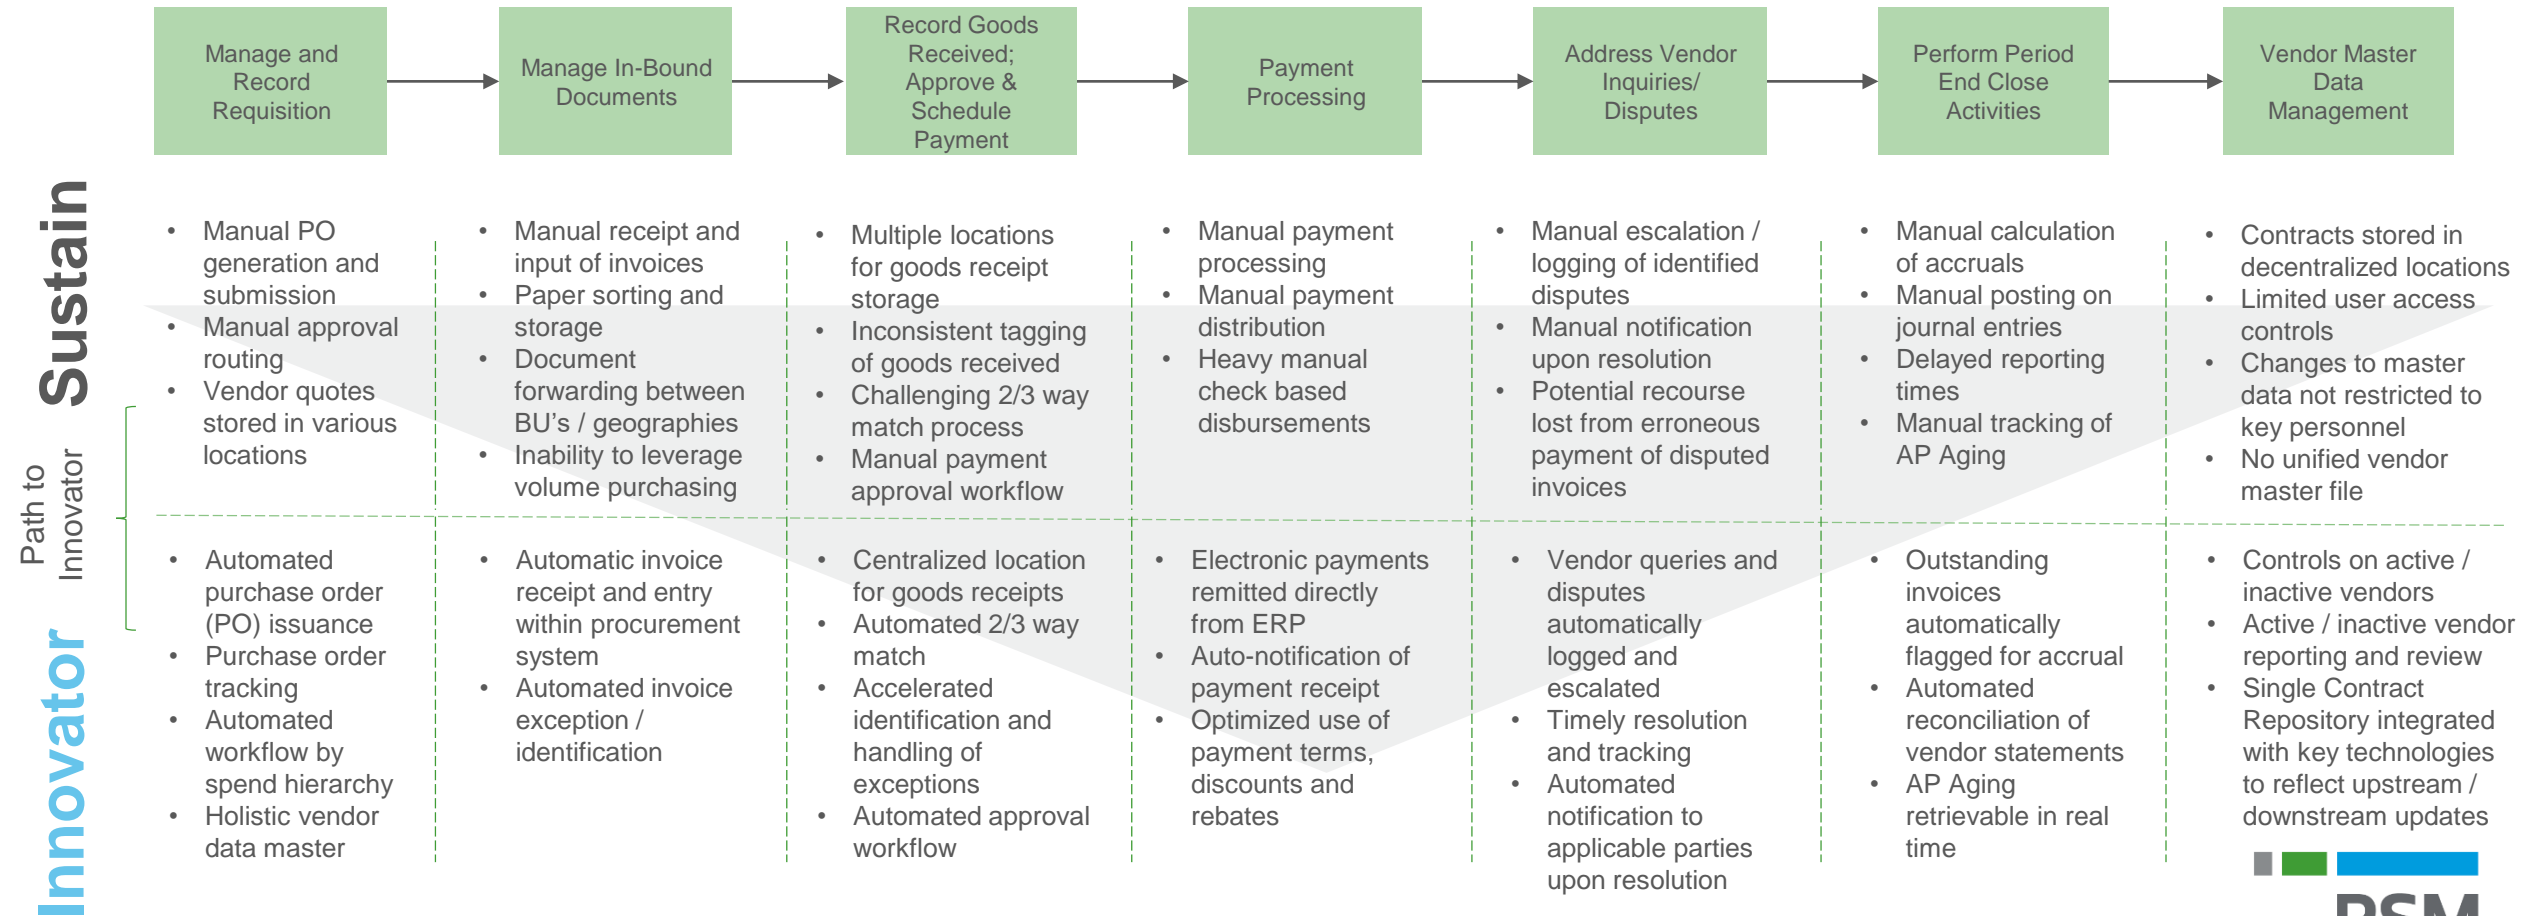 Manage and
Record
Requisition
Manage In-Bound
Documents
Record Goods
Received;
Approve &
Schedule
Payment
Payment
Processing
Address Vendor
Inquiries/
Disputes
Perform Period
End Close
Activities
Vendor Master
Data
Management
Sustain
• Manual PO
generation and
submission
• Manual approval
routing
• Vendor quotes
stored in various
locations
• Manual receipt and
input of invoices
• Paper sorting and
storage
• Document
forwarding between
BU's / geographies
• Inability to leverage
volume purchasing
• Multiple locations
for goods receipt
storage
• Inconsistent tagging
of goods received
• Challenging 2/3 way
match process
• Manual payment
approval workflow
• Manual payment
processing
• Manual payment
distribution
• Heavy manual
check based
disbursements
• Manual escalation /
logging of identified
disputes
• Manual notification
upon resolution
• Potential recourse
lost from erroneous
payment of disputed
invoices
• Manual calculation
of accruals
• Manual posting on
journal entries
• Delayed reporting
times
• Manual tracking of
AP Aging
• Contracts stored in
decentralized locations
• Limited user access
controls
• Changes to master
data not restricted to
key personnel
• No unified vendor
master file
Path to
Innovator
Innovator
• Automated
purchase order
(PO) issuance
• Purchase order
tracking
• Automated
workflow by
spend hierarchy
• Holistic vendor
data master
• Automatic invoice
receipt and entry
within procurement
system
• Automated invoice
exception /
identification
• Centralized location
for goods receipts
• Automated 2/3 way
match
• Accelerated
identification and
handling of
exceptions
• Automated approval
workflow
• Electronic payments
remitted directly
from ERP
• Auto-notification of
payment receipt
• Optimized use of
payment terms,
discounts and
rebates
• Vendor queries and
disputes
automatically
logged and
escalated
• Timely resolution
and tracking
• Automated
notification to
applicable parties
upon resolution
• Outstanding
invoices
automatically
flagged for accrual
• Automated
reconciliation of
vendor statements
• AP Aging
retrievable in real
time
• Controls on active /
inactive vendors
• Active / inactive vendor
reporting and review
• Single Contract
Repository integrated
with key technologies
to reflect upstream /
downstream updates
RSM